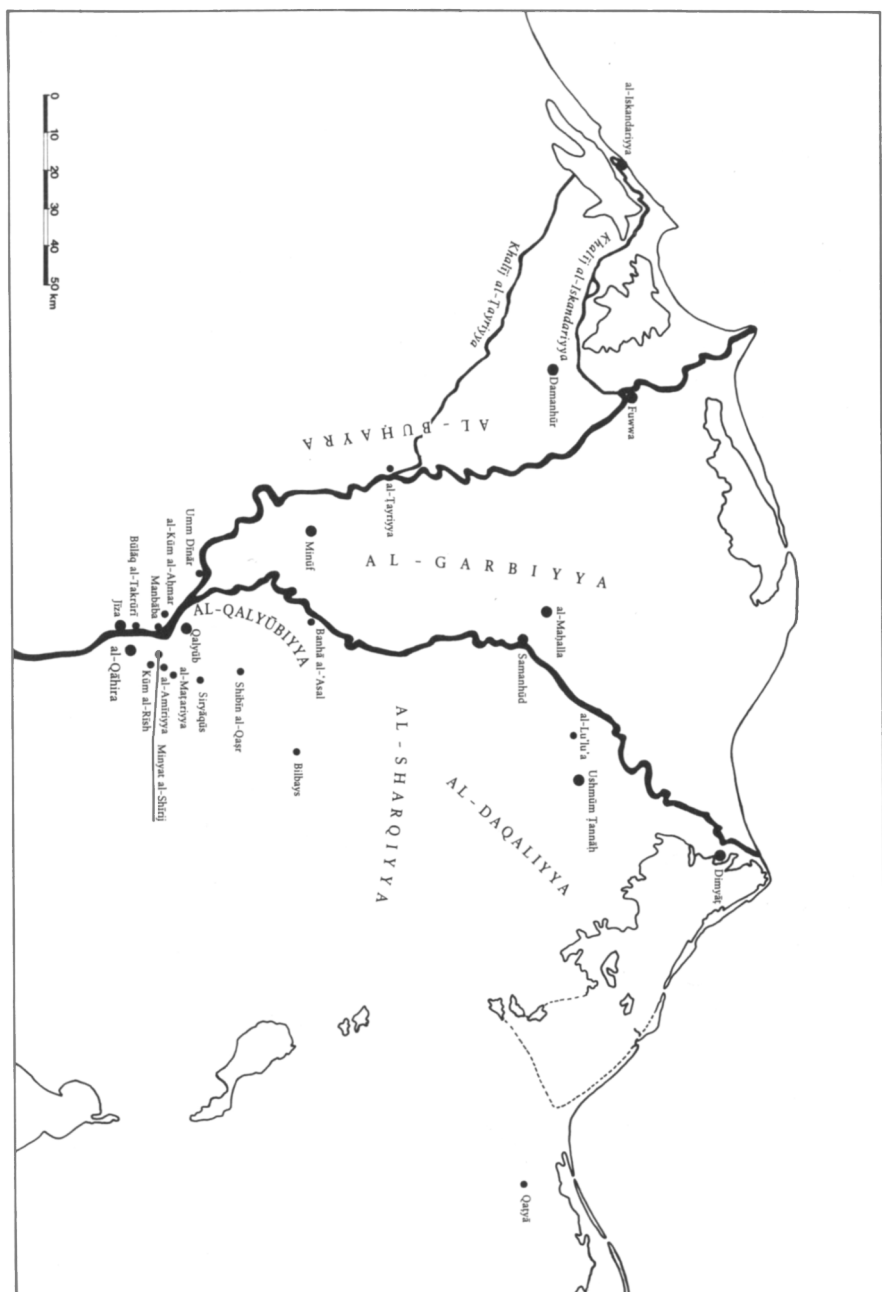 al-Iskandariyya
Khalīj al-Iskandariyya
Khalīj al-Ṭayriyya
Fuwwa
Damanhūr
AL-BUḤAYRA
al-Ṭayriyya
AL-GARBIYYA
Minūf
al-Maḥalla
Samanhūd
al-Lu'lu'a
Ushmūm Ṭannāḥ
Dimyāṭ
AL-DAQALIYYA
AL-SHARQIYYA
AL-QALYŪBIYYA
Banhā al-'Asal
Bilbays
Shibīn al-Qaṣr
Siryāqūs
Qalyūb
al-Maṭariyya
al-Amīriyya
Minyat al-Shīrij
Kūm al-Rīsh
al-Qāhira
Umm Dīnār
al-Kūm al-Aḥmar
Manbāba
Būlāq al-Takrūrī
Jīza
Qaṭyā
0 10 20 30 40 50 km